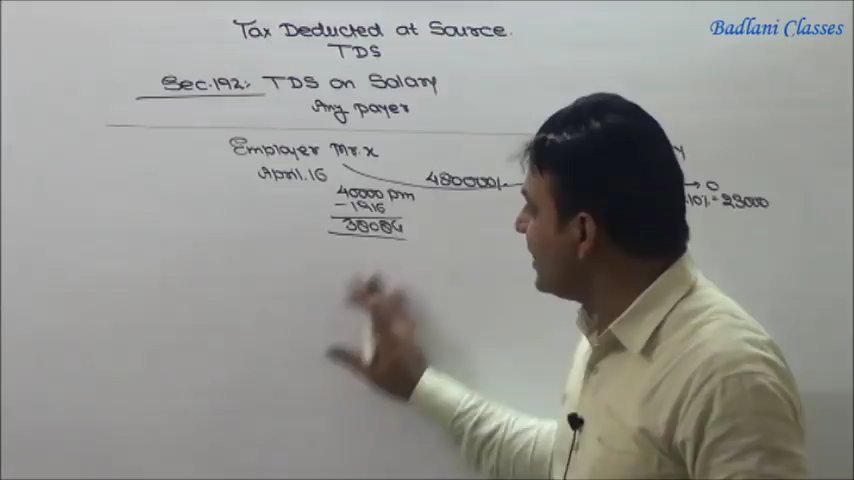 Badlani Classes
Tax Deducted at Source.
TDS
Sec.192:- TDS on Salary
Any payer
Employer Mr.x
April.16
480000/-
0
40000 pm
10%= 23000
-1916
38084